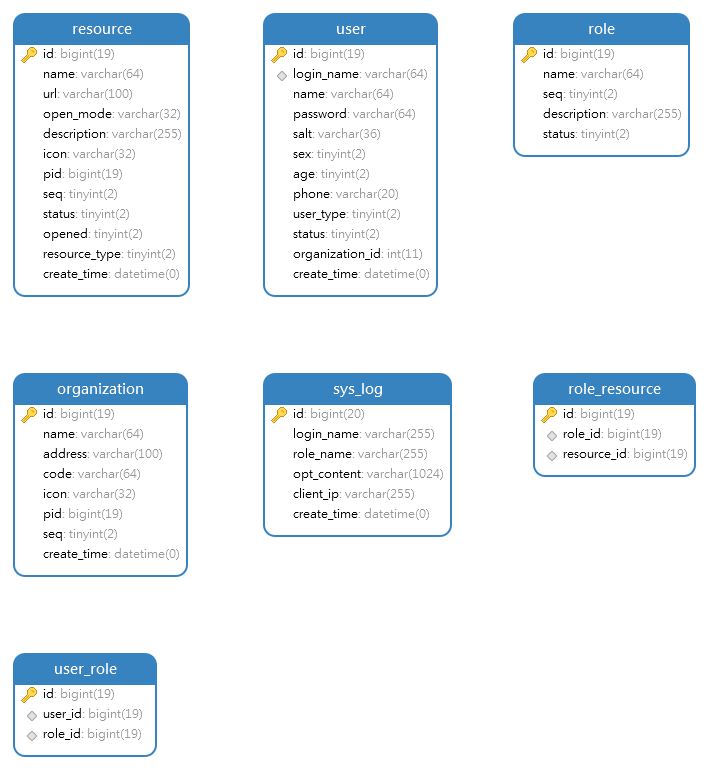 resource
id: bigint(19)
name: varchar(64)
url: varchar(100)
open_mode: varchar(32)
description: varchar(255)
icon: varchar(32)
pid: bigint(19)
seq: tinyint(2)
status: tinyint(2)
opened: tinyint(2)
resource_type: tinyint(2)
create_time: datetime(0)
user
id: bigint(19)
login_name: varchar(64)
name: varchar(64)
password: varchar(64)
salt: varchar(36)
sex: tinyint(2)
age: tinyint(2)
phone: varchar(20)
user_type: tinyint(2)
status: tinyint(2)
organization_id: int(11)
create_time: datetime(0)
role
id: bigint(19)
name: varchar(64)
seq: tinyint(2)
description: varchar(255)
status: tinyint(2)
organization
id: bigint(19)
name: varchar(64)
address: varchar(100)
code: varchar(64)
icon: varchar(32)
pid: bigint(19)
seq: tinyint(2)
create_time: datetime(0)
sys_log
id: bigint(20)
login_name: varchar(255)
role_name: varchar(255)
opt_content: varchar(1024)
client_ip: varchar(255)
create_time: datetime(0)
role_resource
id: bigint(19)
role_id: bigint(19)
resource_id: bigint(19)
user_role
id: bigint(19)
user_id: bigint(19)
role_id: bigint(19)